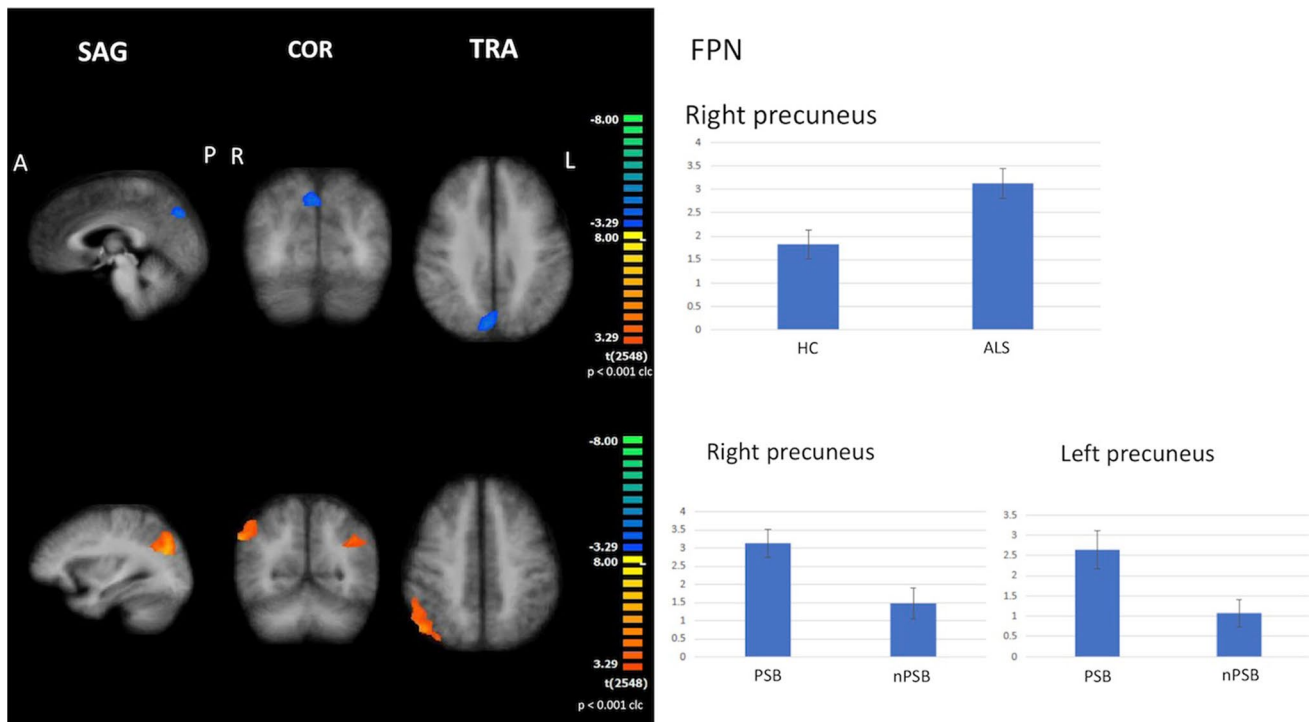 SAG COR TRA
A P R L
-8.00
-3.29
8.00
3.29
t(2548)
p < 0.001 clc
-8.00
-3.29
8.00
3.29
t(2548)
p < 0.001 clc
FPN
Right precuneus
4
3.5
3
2.5
2
1.5
1
0.5
0
HC ALS
Right precuneus
4
3.5
3
2.5
2
1.5
1
0.5
0
PSB nPSB
Left precuneus
3.5
3
2.5
2
1.5
1
0.5
0
PSB nPSB